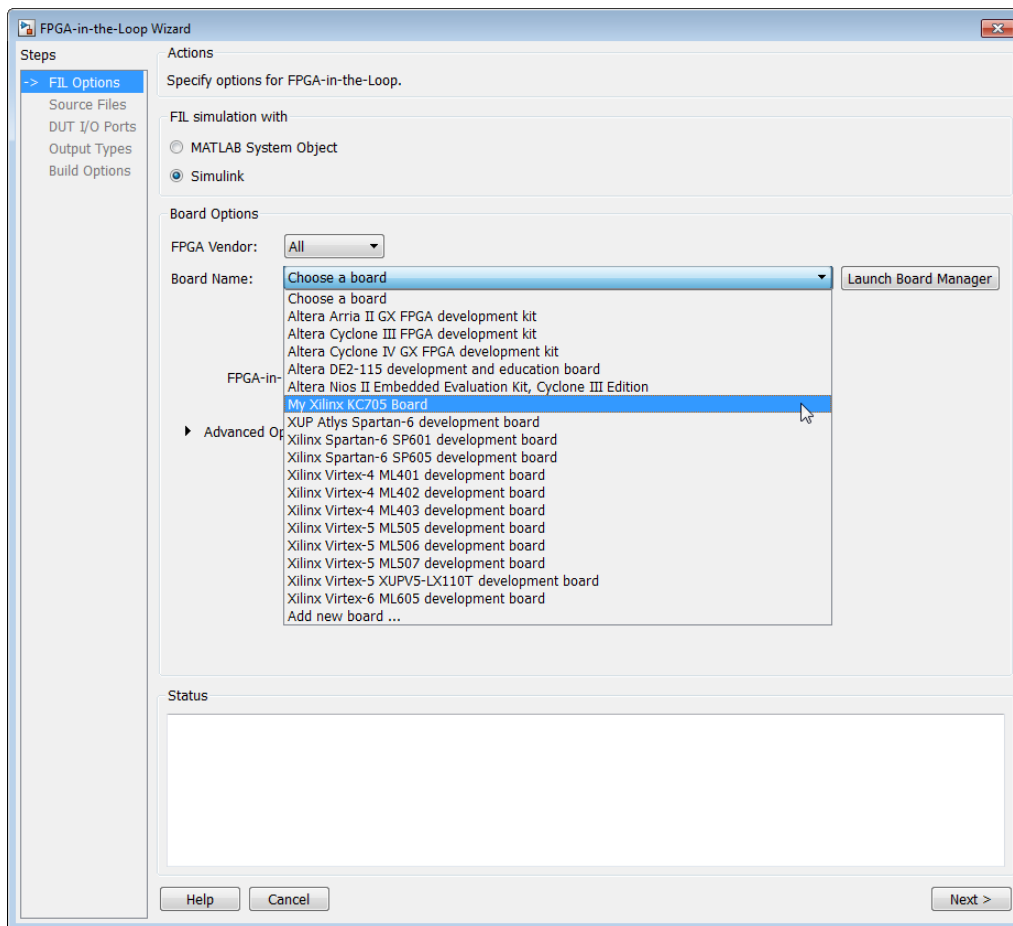 FPGA-in-the-Loop Wizard
Steps
-> FIL Options
Source Files
DUT I/O Ports
Output Types
Build Options
Actions
Specify options for FPGA-in-the-Loop.
FIL simulation with
MATLAB System Object
Simulink
Board Options
FPGA Vendor: All
Board Name: Choose a board Launch Board Manager
Choose a board
Altera Arria II GX FPGA development kit
Altera Cyclone III FPGA development kit
Altera Cyclone IV GX FPGA development kit
Altera DE2-115 development and education board
FPGA-in-
Altera Nios II Embedded Evaluation Kit, Cyclone III Edition
My Xilinx KC705 Board
XUP Atlys Spartan-6 development board
Advanced Op
Xilinx Spartan-6 SP601 development board
Xilinx Spartan-6 SP605 development board
Xilinx Virtex-4 ML401 development board
Xilinx Virtex-4 ML402 development board
Xilinx Virtex-4 ML403 development board
Xilinx Virtex-5 ML505 development board
Xilinx Virtex-5 ML506 development board
Xilinx Virtex-5 ML507 development board
Xilinx Virtex-5 XUPV5-LX110T development board
Xilinx Virtex-6 ML605 development board
Add new board ...
Status
Help Cancel Next >